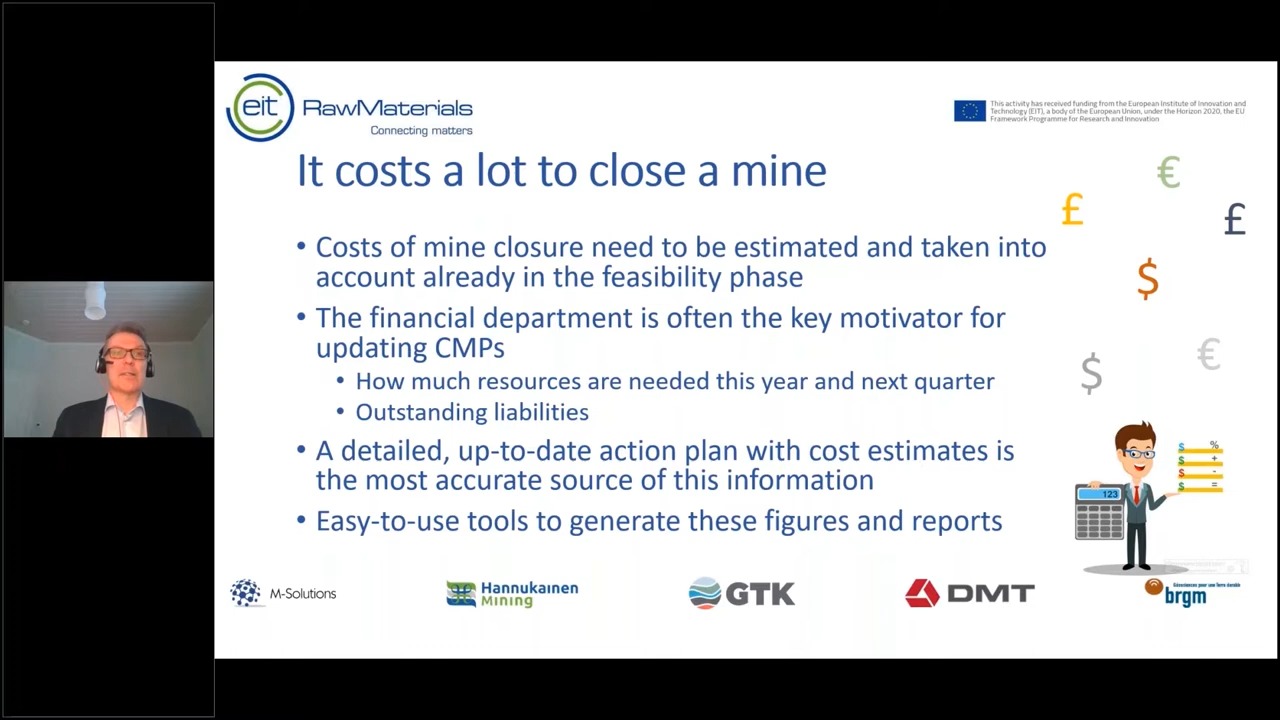 eit RawMaterials
Connecting matters
This activity has received funding from the European Institute of Innovation and
Technology (EIT), a body of the European Union, under the Horizon 2020, the EU
Framework Programme for Research and Innovation
It costs a lot to close a mine
€
£
£
$
€
$
• Costs of mine closure need to be estimated and taken into
account already in the feasibility phase
• The financial department is often the key motivator for
updating CMPs
• How much resources are needed this year and next quarter
• Outstanding liabilities
• A detailed, up-to-date action plan with cost estimates is
the most accurate source of this information
• Easy-to-use tools to generate these figures and reports
$ %
$ +
$ -
$ =
123
M-Solutions
Hannukainen
Mining
GTK
DMT
Géosciences pour une Terre durable
brgm